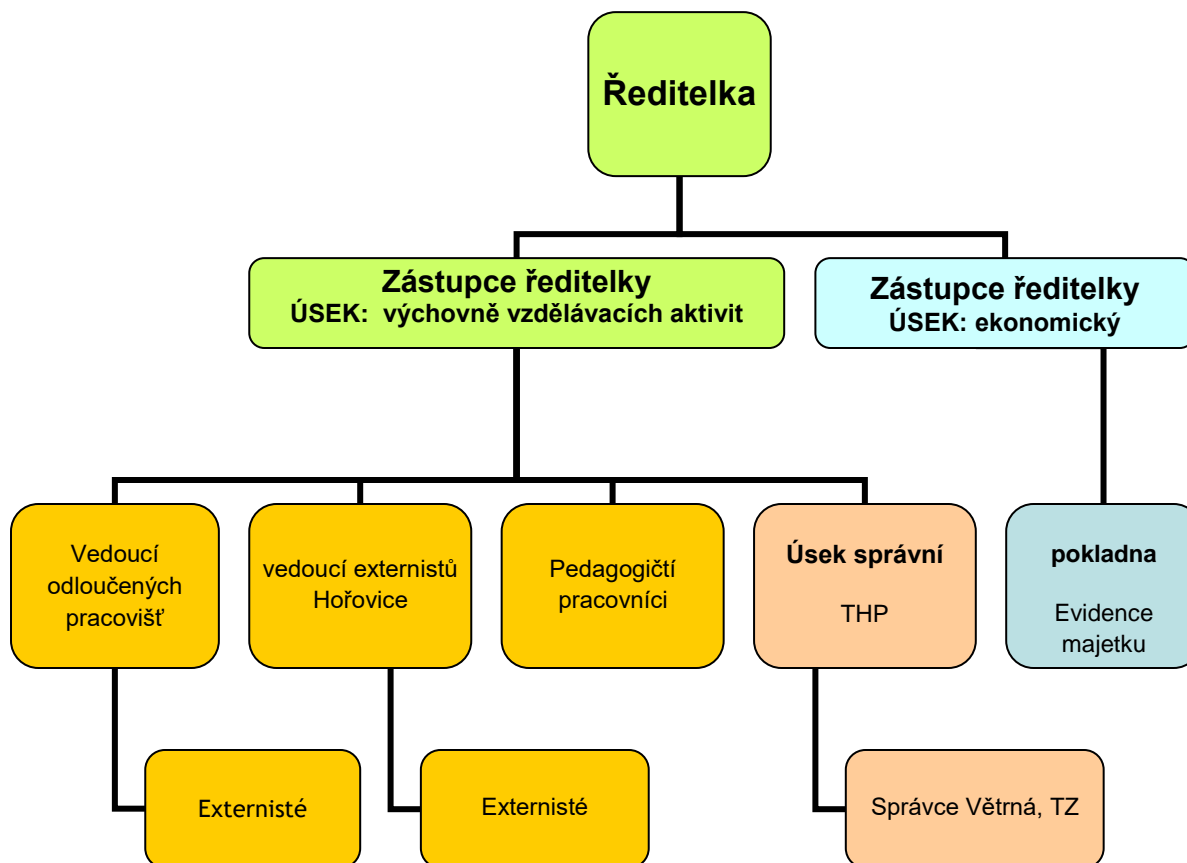 Ředitelka
Zástupce ředitelky
ÚSEK: výchovně vzdělávacích aktivit
Zástupce ředitelky
ÚSEK: ekonomický
Vedoucí
odloučených
pracovišť
vedoucí externistů
Hořovice
Pedagogičtí
pracovníci
Úsek správní
THP
pokladna
Evidence
majetku
Externisté
Externisté
Správce Větrná, TZ